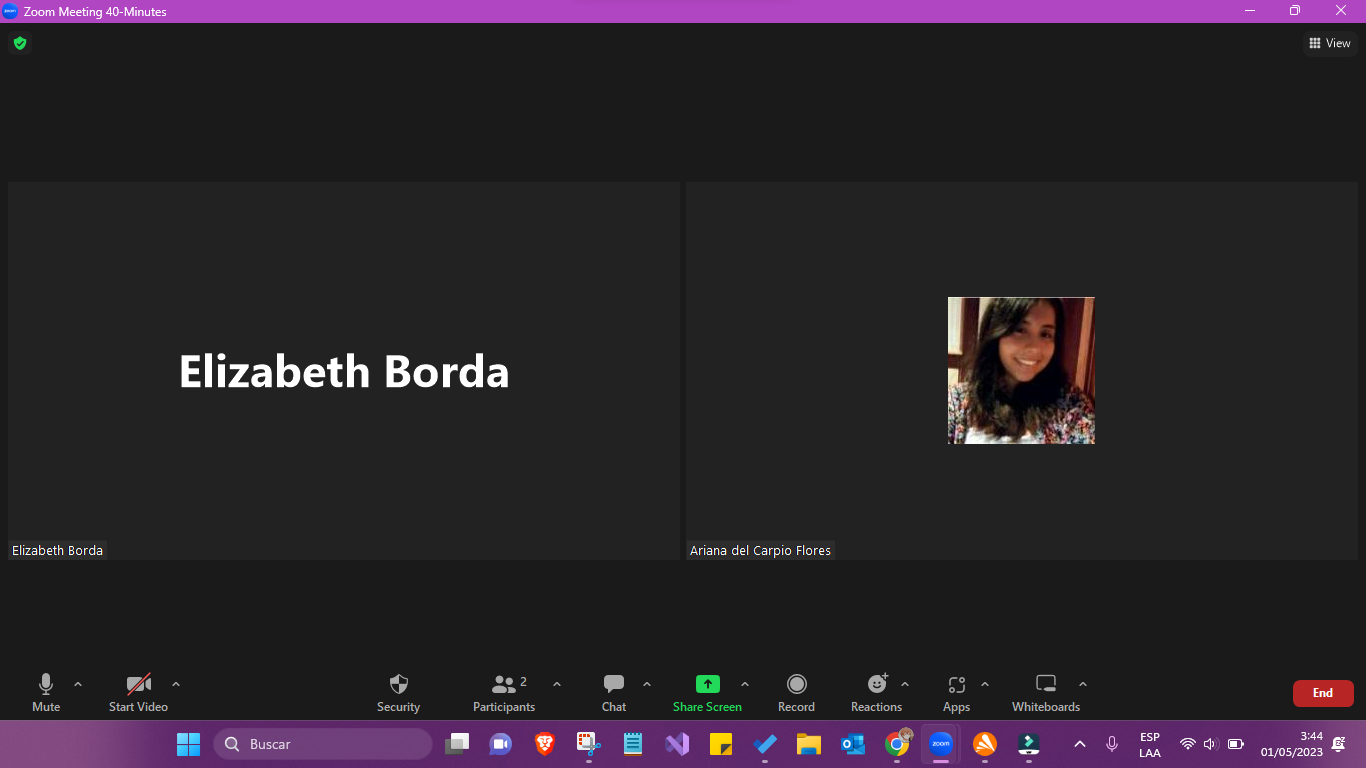 Zoom Meeting 40-Minutes
View
Elizabeth Borda
Elizabeth Borda
Ariana del Carpio Flores
2
Mute
Start Video
Security
Participants
Chat
Share Screen
Record
Reactions
Apps
Whiteboards
End
Buscar
zoom
ESP
LAA
3:44
01/05/2023